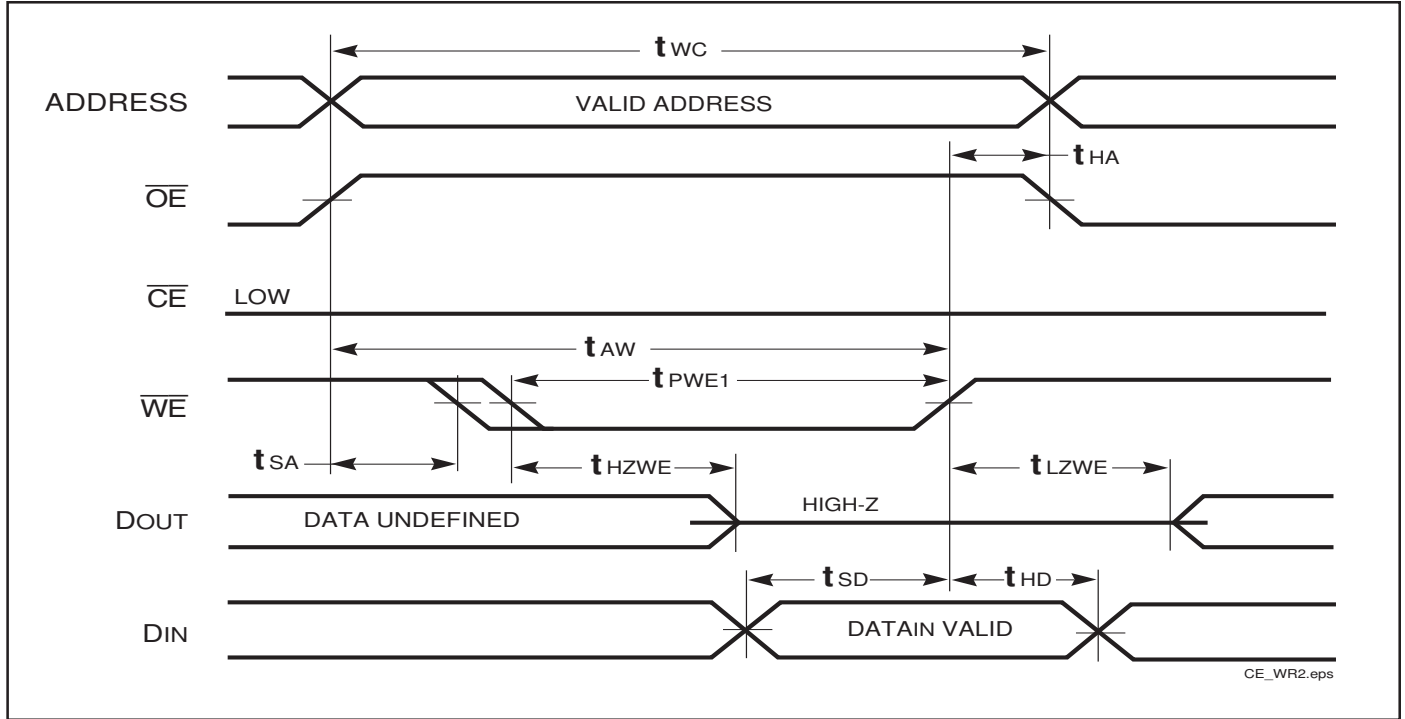 tWC
ADDRESS
VALID ADDRESS
tHA
OE
CE
LOW
tAW
tPWE1
WE
tSA
tHZWE
tLZWE
DOUT
DATA UNDEFINED
HIGH-Z
tSD
tHD
DIN
DATAIN VALID
CE_WR2.eps